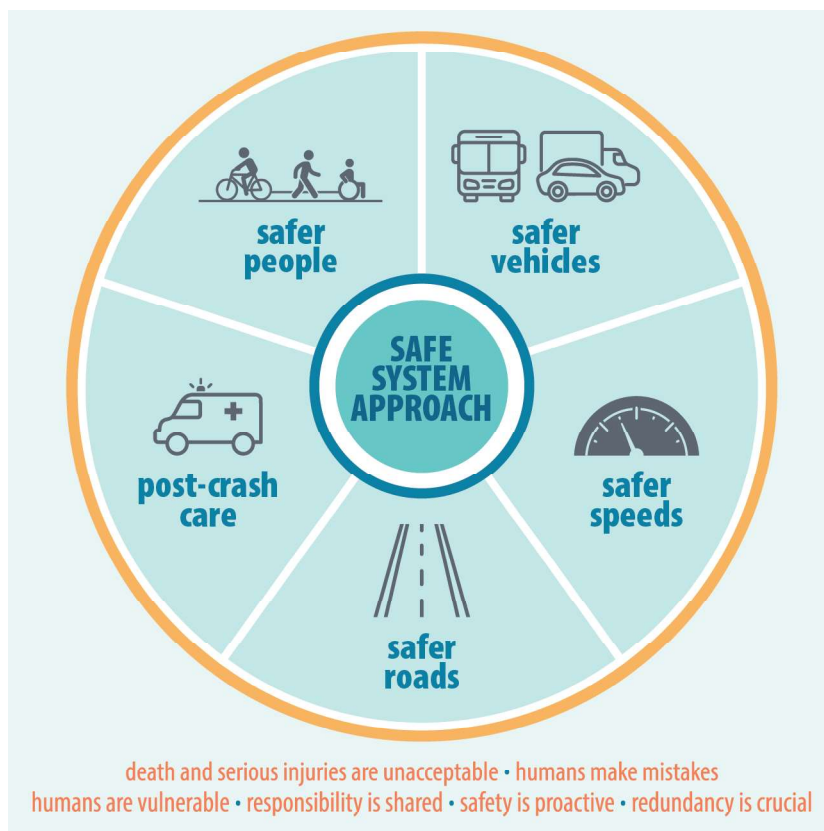 safer
people
safer
vehicles
SAFE
SYSTEM
APPROACH
post-crash
care
safer
speeds
safer
roads
death and serious injuries are unacceptable • humans make mistakes
humans are vulnerable • responsibility is shared • safety is proactive • redundancy is crucial